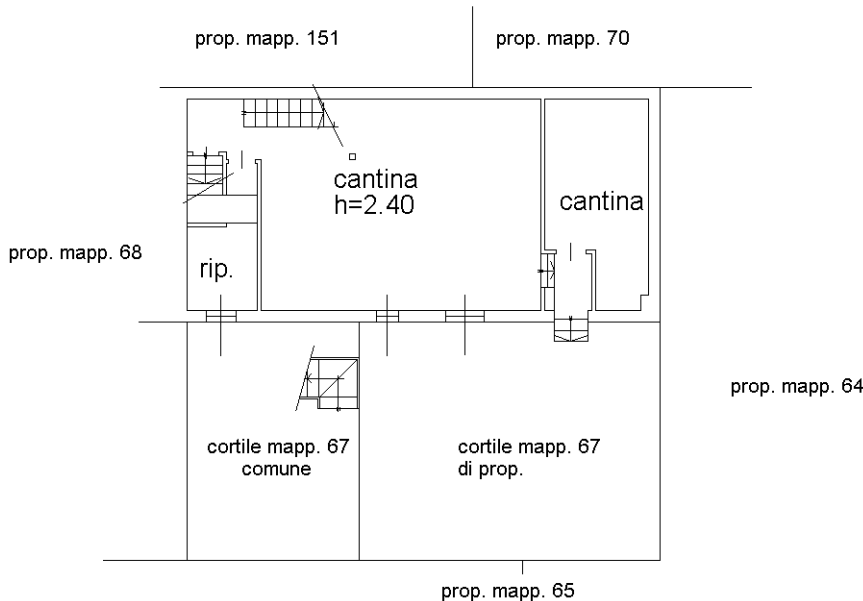 prop. mapp. 151
prop. mapp. 70
cantina
h=2.40
cantina
prop. mapp. 68
rip.
prop. mapp. 64
cortile mapp. 67
comune
cortile mapp. 67
di prop.
prop. mapp. 65